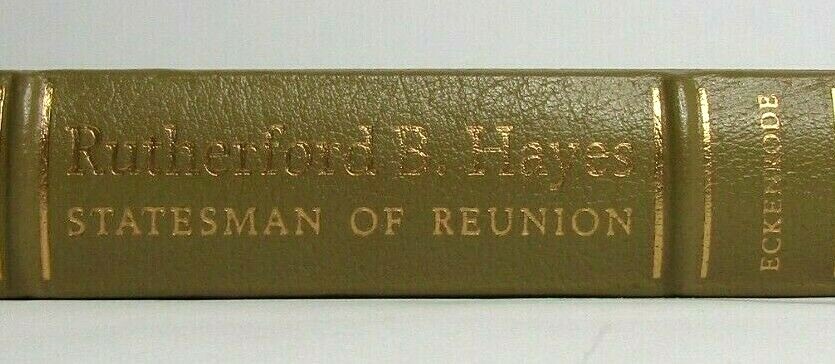 Rutherford B. Hayes
STATESMAN OF REUNION
ECKENRODE